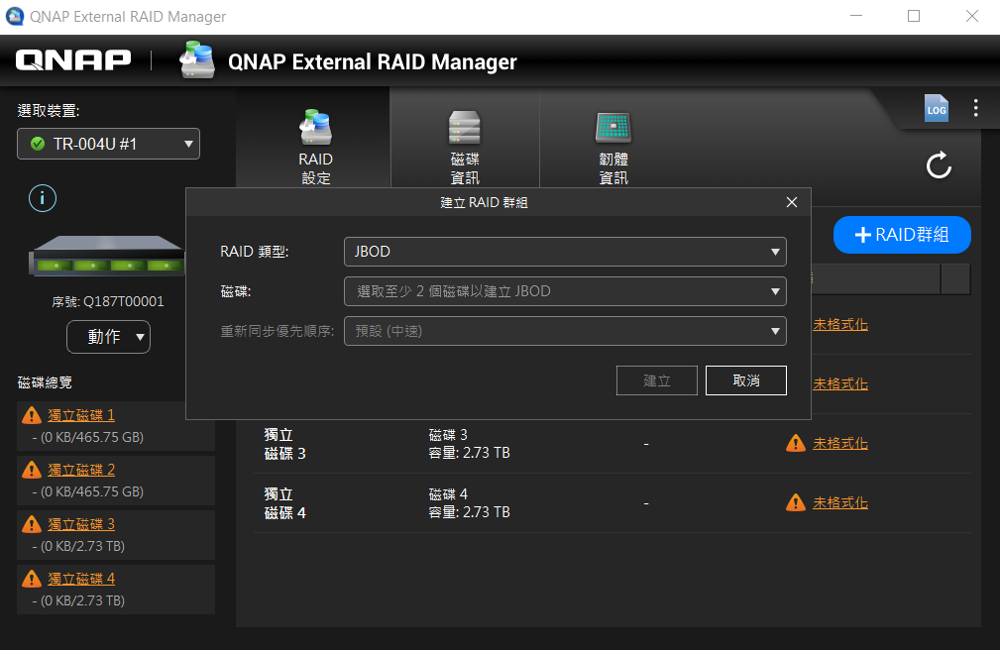 QNAP External RAID Manager
QNAP
QNAP External RAID Manager
選取裝置:
TR-004U #1
RAID
設定
磁碟
資訊
韌體
資訊
LOG
i
序號: Q187T00001
動作
磁碟總覽
獨立磁碟 1
- (0 KB/465.75 GB)
獨立磁碟 2
- (0 KB/465.75 GB)
獨立磁碟 3
- (0 KB/2.73 TB)
獨立磁碟 4
- (0 KB/2.73 TB)
建立 RAID 群組
RAID 類型:
JBOD
磁碟:
選取至少 2 個磁碟以建立 JBOD
重新同步優先順序:
預設 (中速)
建立
取消
+RAID群組
未格式化
未格式化
獨立
磁碟 3
磁碟 3
容量: 2.73 TB
-
未格式化
獨立
磁碟 4
磁碟 4
容量: 2.73 TB
-
未格式化